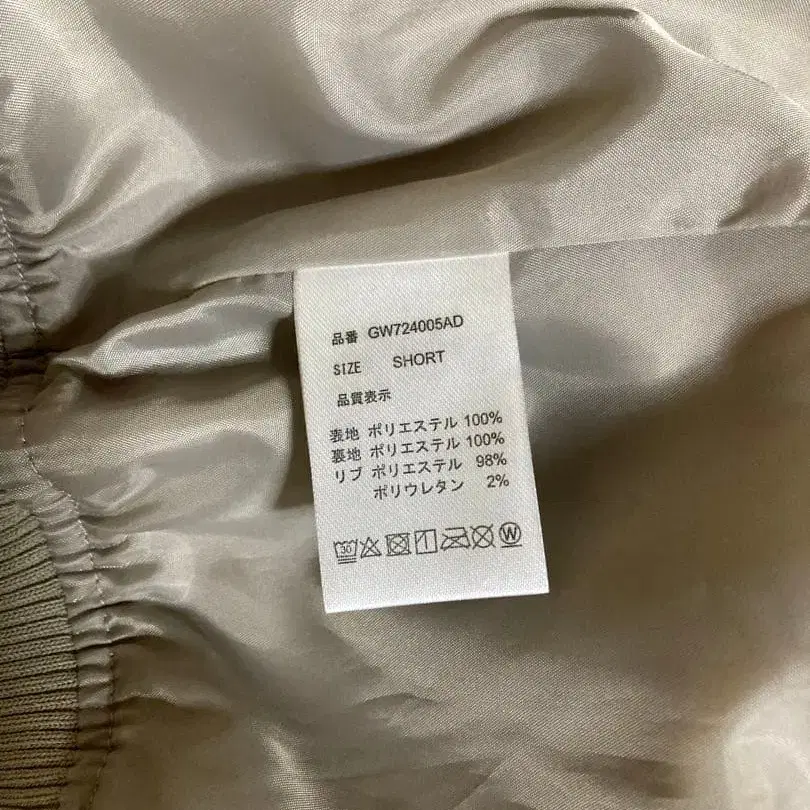 品番 GW724005AD
SIZE SHORT
品質表示
表地 ポリエステル 100%
裏地 ポリエステル 100%
リブ ポリエステル 98%
ポリウレタン 2%
30 W